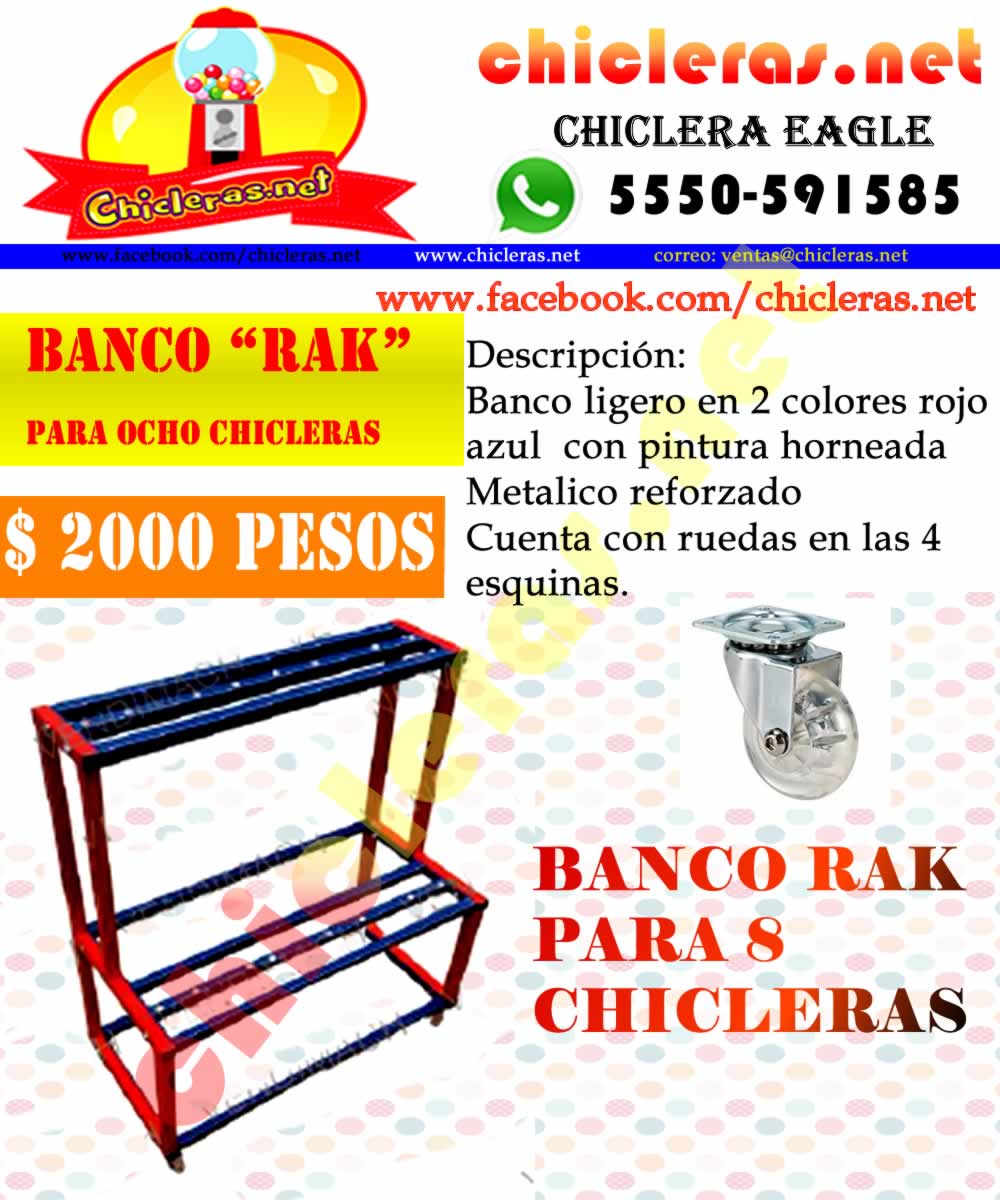 Chicleras.net
chicleras.net
CHICLERA EAGLE
5550-591585
www.facebook.com/chicleras.net www.chicleras.net correo: ventas@chicleras.net
www.facebook.com/chicleras.net
BANCO “RAK”
PARA OCHO CHICLERAS
$ 2000 PESOS
Descripción:
Banco ligero en 2 colores rojo
azul con pintura horneada
Metalico reforzado
Cuenta con ruedas en las 4
esquinas.
BANCO RAK
PARA 8
CHICLERAS
chicleras.net